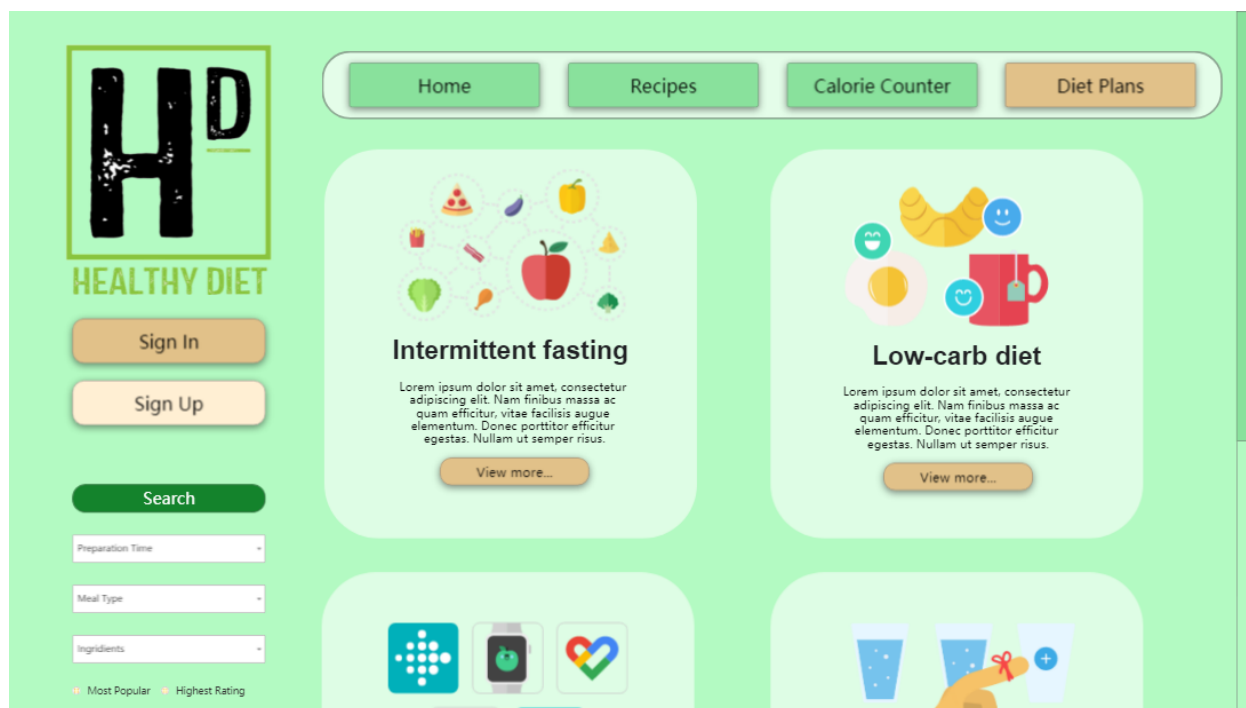 HD
HEALTHY DIET
Sign In
Sign Up
Search
Preparation Time
Meal Type
Ingridients
Most Popular Highest Rating
Home Recipes Calorie Counter Diet Plans
Intermittent fasting
Lorem ipsum dolor sit amet, consectetur
adipiscing elit. Nam finibus massa ac
quam efficitur, vitae facilisis augue
elementum. Donec porttitor efficitur
egestas. Nullam ut semper risus.
View more...
Low-carb diet
Lorem ipsum dolor sit amet, consectetur
adipiscing elit. Nam finibus massa ac
quam efficitur, vitae facilisis augue
elementum. Donec porttitor efficitur
egestas. Nullam ut semper risus.
View more...